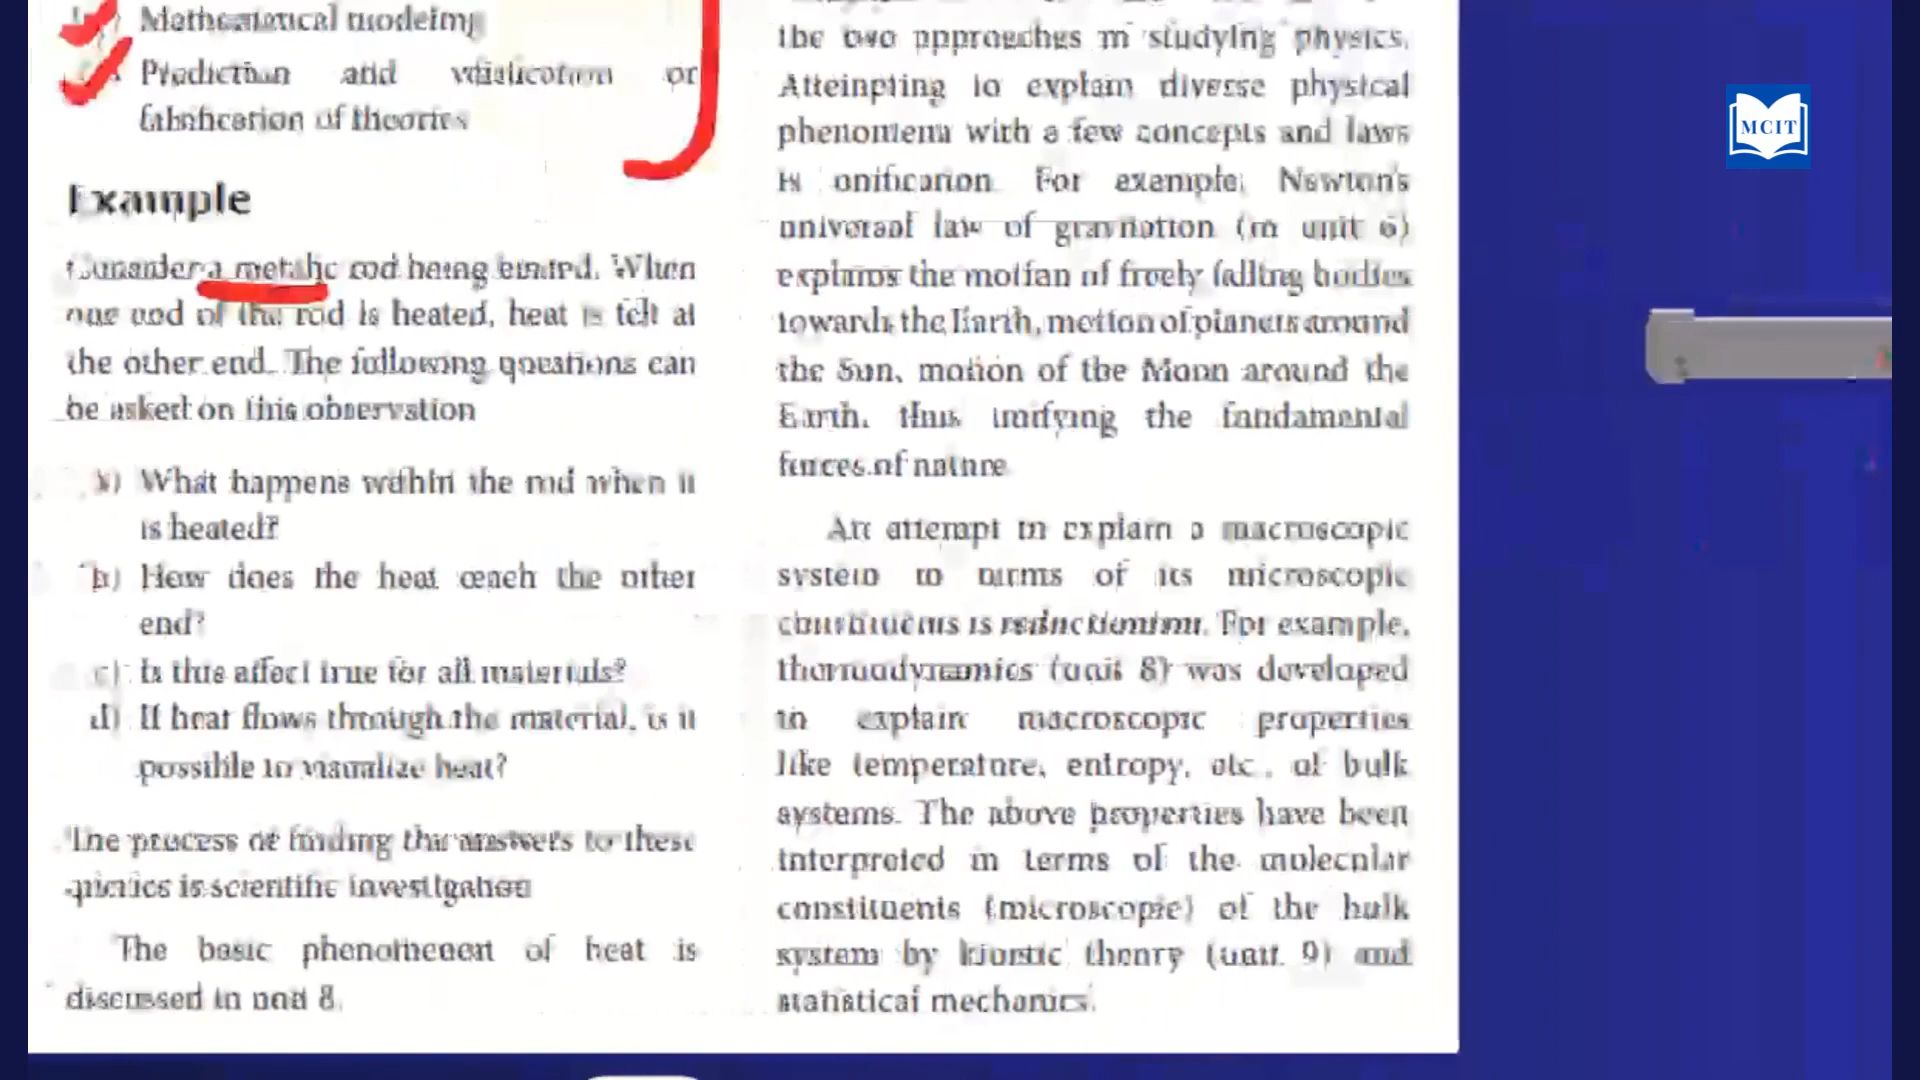 Mathematical modeling
Prediction and verification or
falsification of theories
Example
Consider a metallic rod being heated. When
one end of the rod is heated, heat is felt at
the other end. The following questions can
be asked on this observation
a) What happens within the rod when it
is heated?
b) How does the heat reach the other
end?
c) Is this effect true for all materials?
d) If heat flows through the material, is it
possible to visualize heat?
The process of finding the answers to these
queries is scientific investigation
The basic phenomenon of heat is
discussed in unit 8.
the two approaches in studying physics.
Attempting to explain diverse physical
phenomena with a few concepts and laws
is unification. For example, Newton's
universal law of gravitation (in unit 6)
explains the motion of freely falling bodies
towards the Earth, motion of planets around
the Sun, motion of the Moon around the
Earth, thus unifying the fundamental
forces of nature
An attempt to explain a macroscopic
system in terms of its microscopic
constituents is reductionism. For example,
thermodynamics (unit 8) was developed
to explain macroscopic properties
like temperature, entropy, etc., of bulk
systems. The above properties have been
interpreted in terms of the molecular
constituents (microscopic) of the bulk
system by kinetic theory (unit 9) and
statistical mechanics.
MCIT